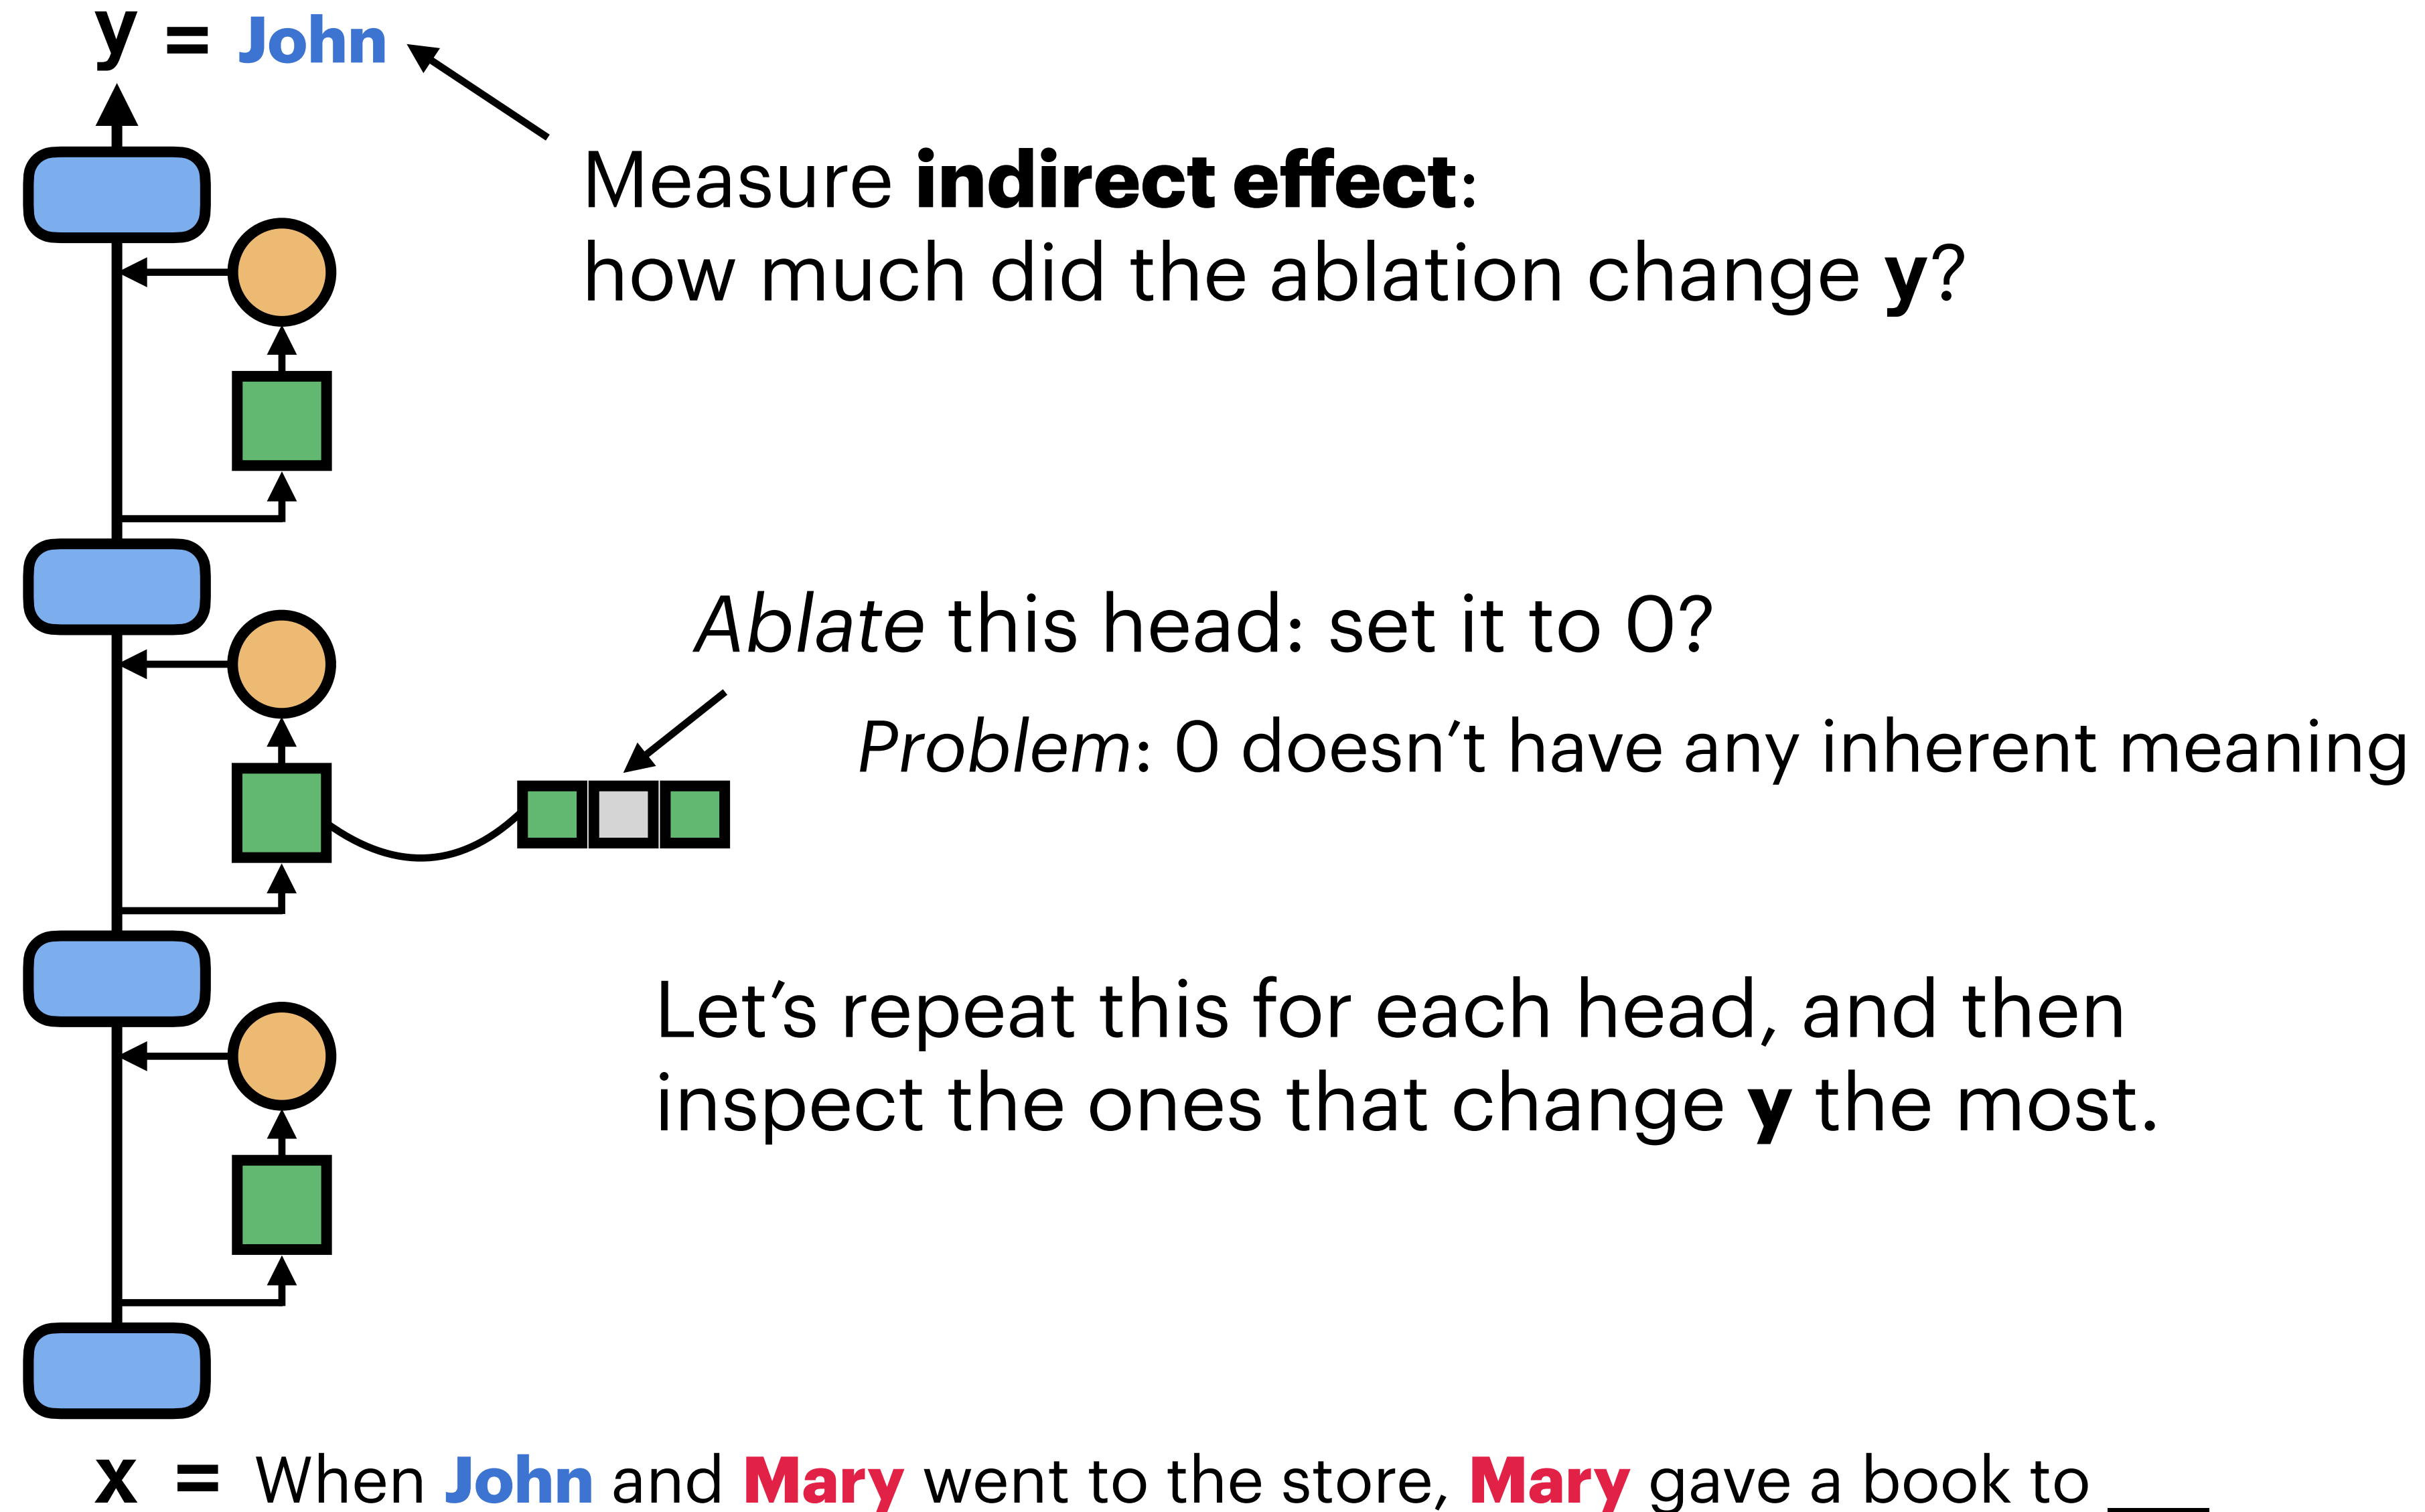 y = John
Measure indirect effect:
how much did the ablation change y?
Ablate this head: set it to 0?
Problem: 0 doesn’t have any inherent meaning
Let’s repeat this for each head, and then
inspect the ones that change y the most.
x = When John and Mary went to the store, Mary gave a book to ___